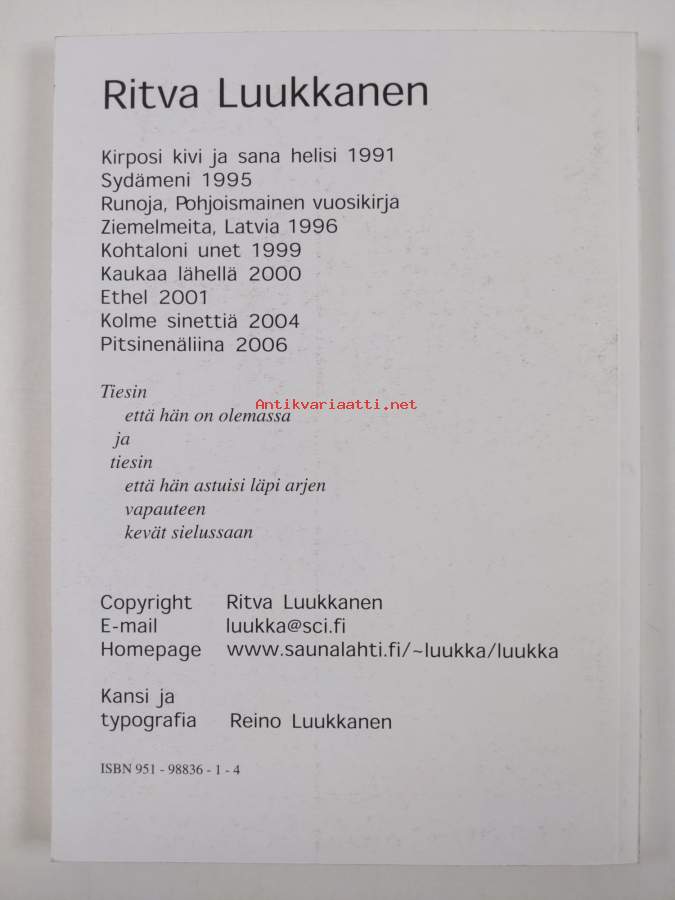 Ritva Luukkanen
Kirposi kivi ja sana helisi 1991
Sydämeni 1995
Runoja, Pohjoismainen vuosikirja
Ziemelmeita, Latvia 1996
Kohtaloni unet 1999
Kaukaa lähellä 2000
Ethel 2001
Kolme sinettiä 2004
Pitsinenäliina 2006
Tiesin
Antikvariaatti.net
että hän on olemassa
ja
tiesin
että hän astuisi läpi arjen
vapauteen
kevät sielussaan
Copyright Ritva Luukkanen
E-mail luukka@sci.fi
Homepage www.saunalahti.fi/~luukka/luukka
Kansi ja
typografia Reino Luukkanen
ISBN 951 - 98836 - 1 - 4